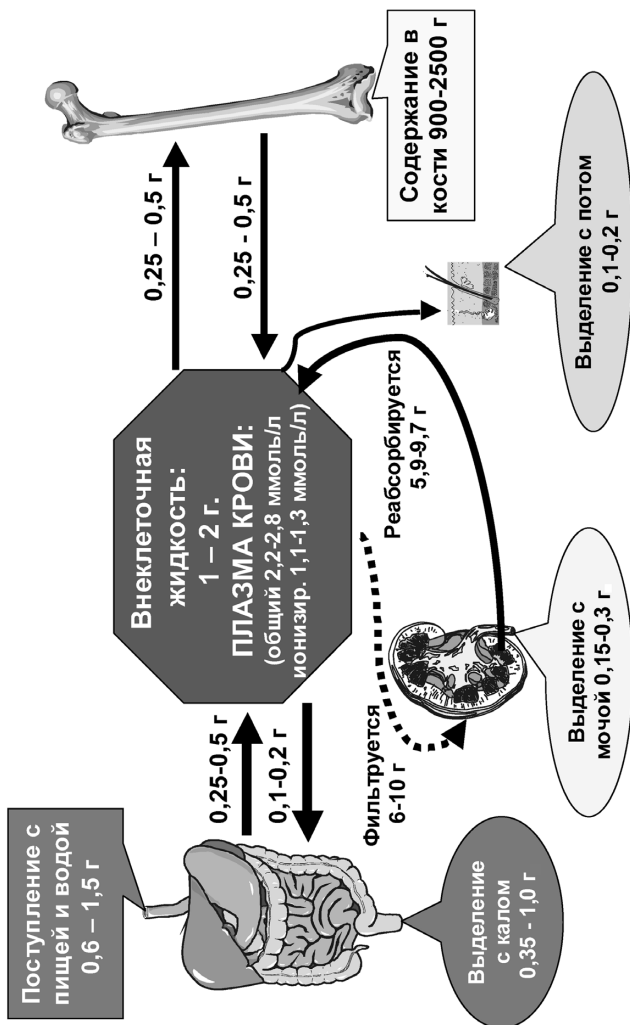 Поступление с
пищей и водой
0,6 – 1,5 г
0,25-0,5 г
0,1-0,2 г
Выделение
с калом
0,35 - 1,0 г
Внеклеточная
жидкость:
1 – 2 г.
ПЛАЗМА КРОВИ:
(общий 2,2-2,8 ммоль/л
ионизир. 1,1-1,3 ммоль/л)
Фильтруется
6-10 г
Реабсорбируется
5,9-9,7 г
Выделение с
мочой 0,15-0,3 г.
0,25 – 0,5 г
0,25 - 0,5 г
Содержание в
кости 900-2500 г
Выделение с потом
0,1-0,2 г